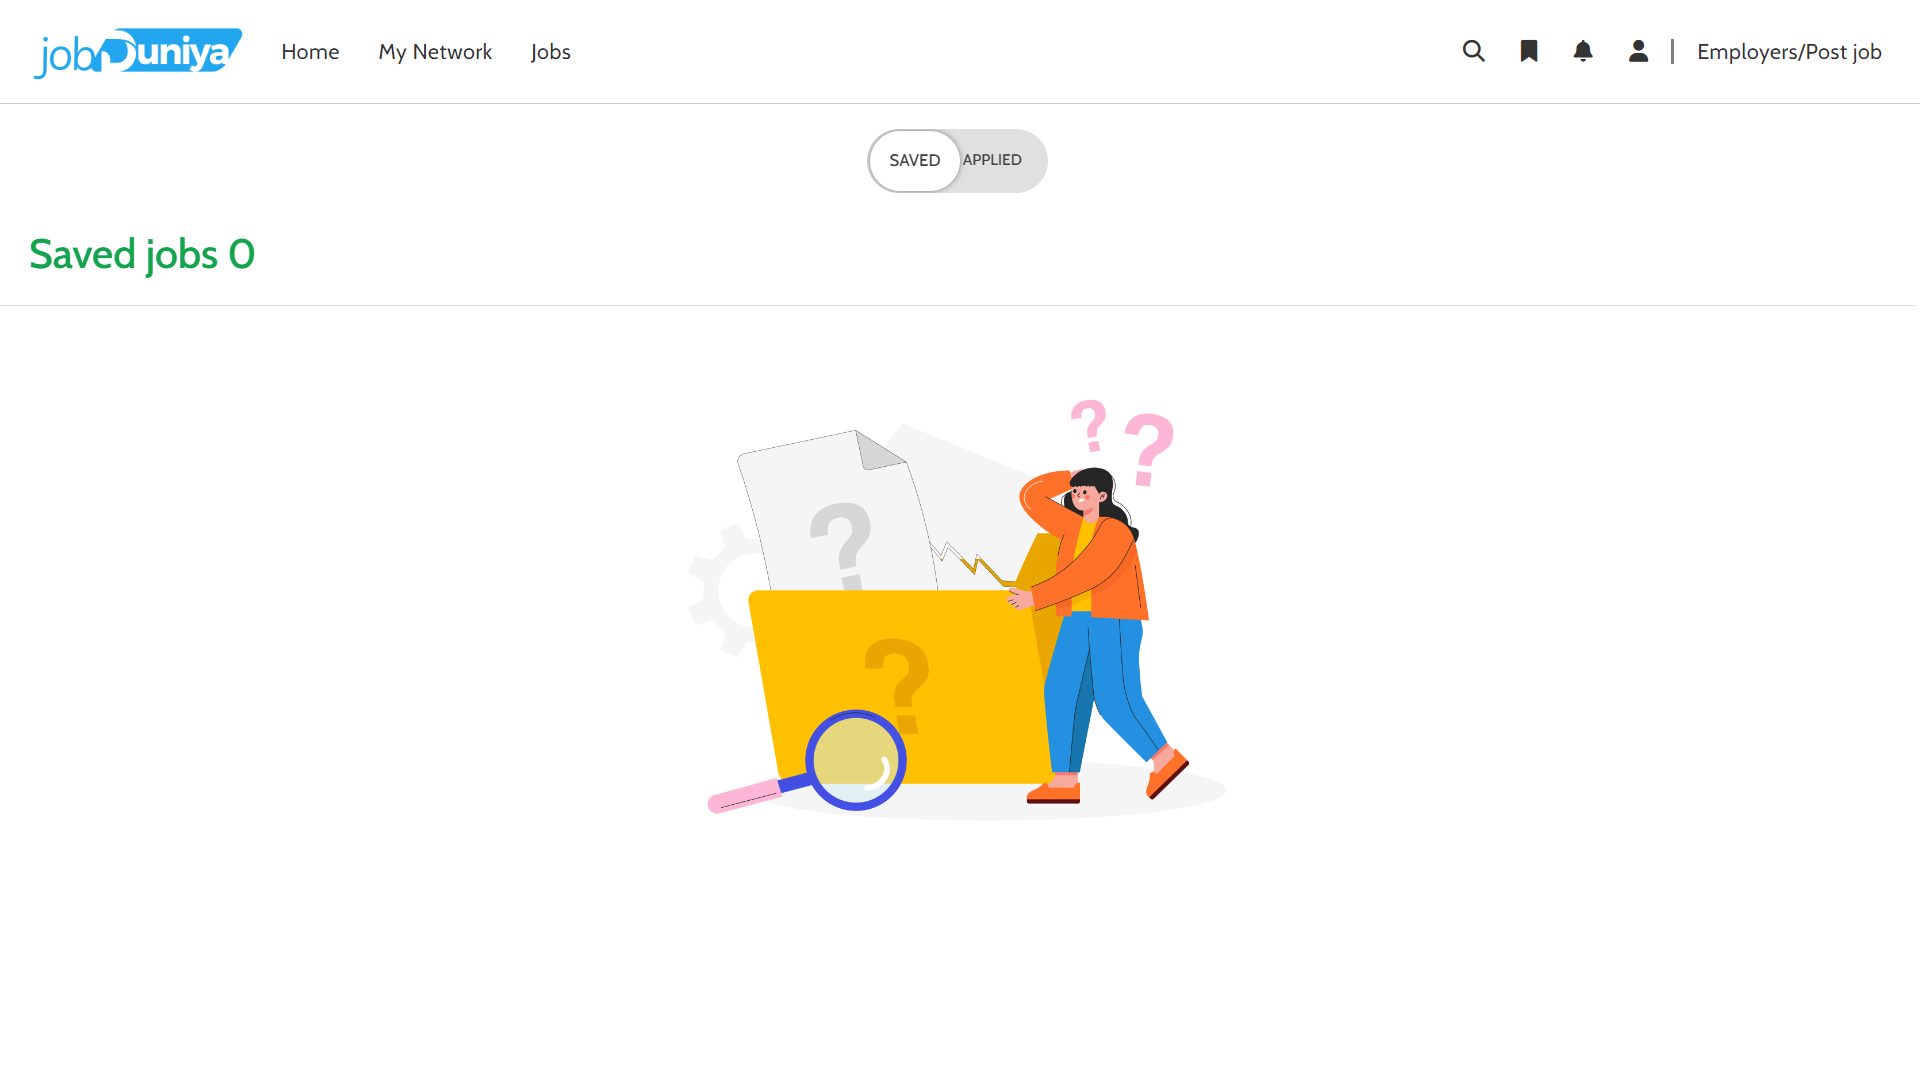 jobDuniya
Home
My Network
Jobs
Employers/Post job
SAVED
APPLIED
Saved jobs 0
? ?
?
?